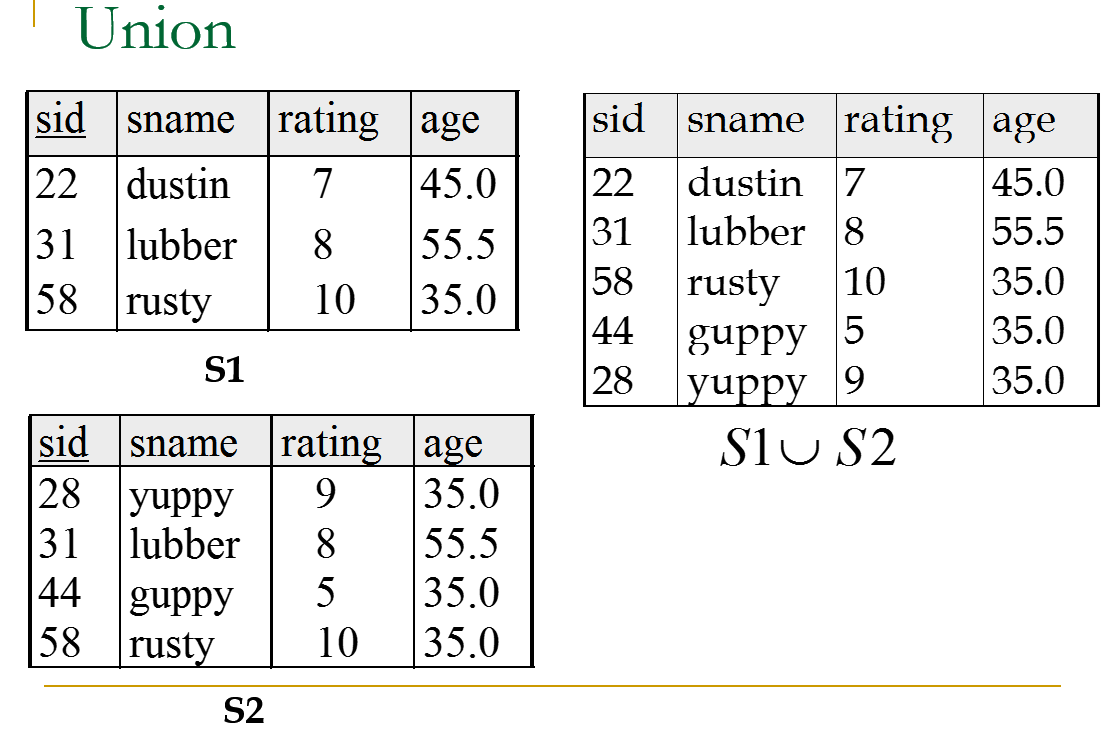 Union
sid sname rating age
22 dustin 7 45.0
31 lubber 8 55.5
58 rusty 10 35.0
S1
sid sname rating age
28 yuppy 9 35.0
31 lubber 8 55.5
44 guppy 5 35.0
58 rusty 10 35.0
S2
sid sname rating age
22 dustin 7 45.0
31 lubber 8 55.5
58 rusty 10 35.0
44 guppy 5 35.0
28 yuppy 9 35.0
S1 ∪ S2